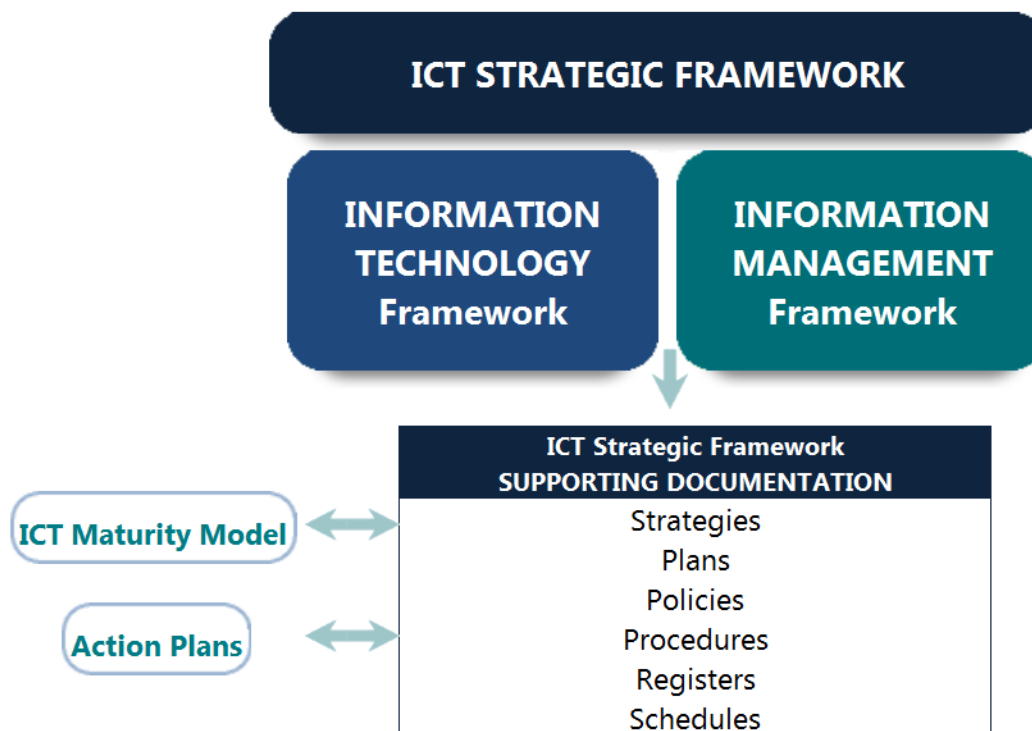 ICT STRATEGIC FRAMEWORK
INFORMATION
TECHNOLOGY
Framework
INFORMATION
MANAGEMENT
Framework
ICT Strategic Framework
SUPPORTING DOCUMENTATION
Strategies
Plans
Policies
Procedures
Registers
Schedules
ICT Maturity Model
Action Plans